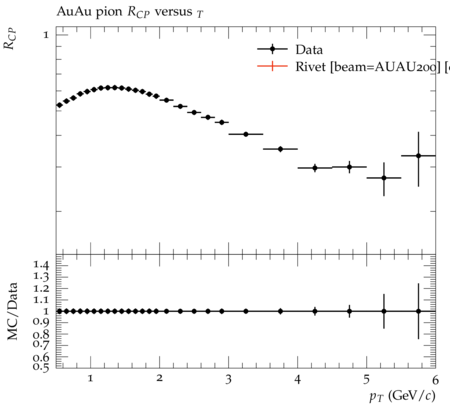 AuAu pion R_CP versus _T
R_CP
1
Data
Rivet [beam=AUAU200] [
MC/Data
1.4
1.3
1.2
1.1
1
0.9
0.8
0.7
0.6
0.5
1
2
3
4
5
6
p_T (GeV/c)